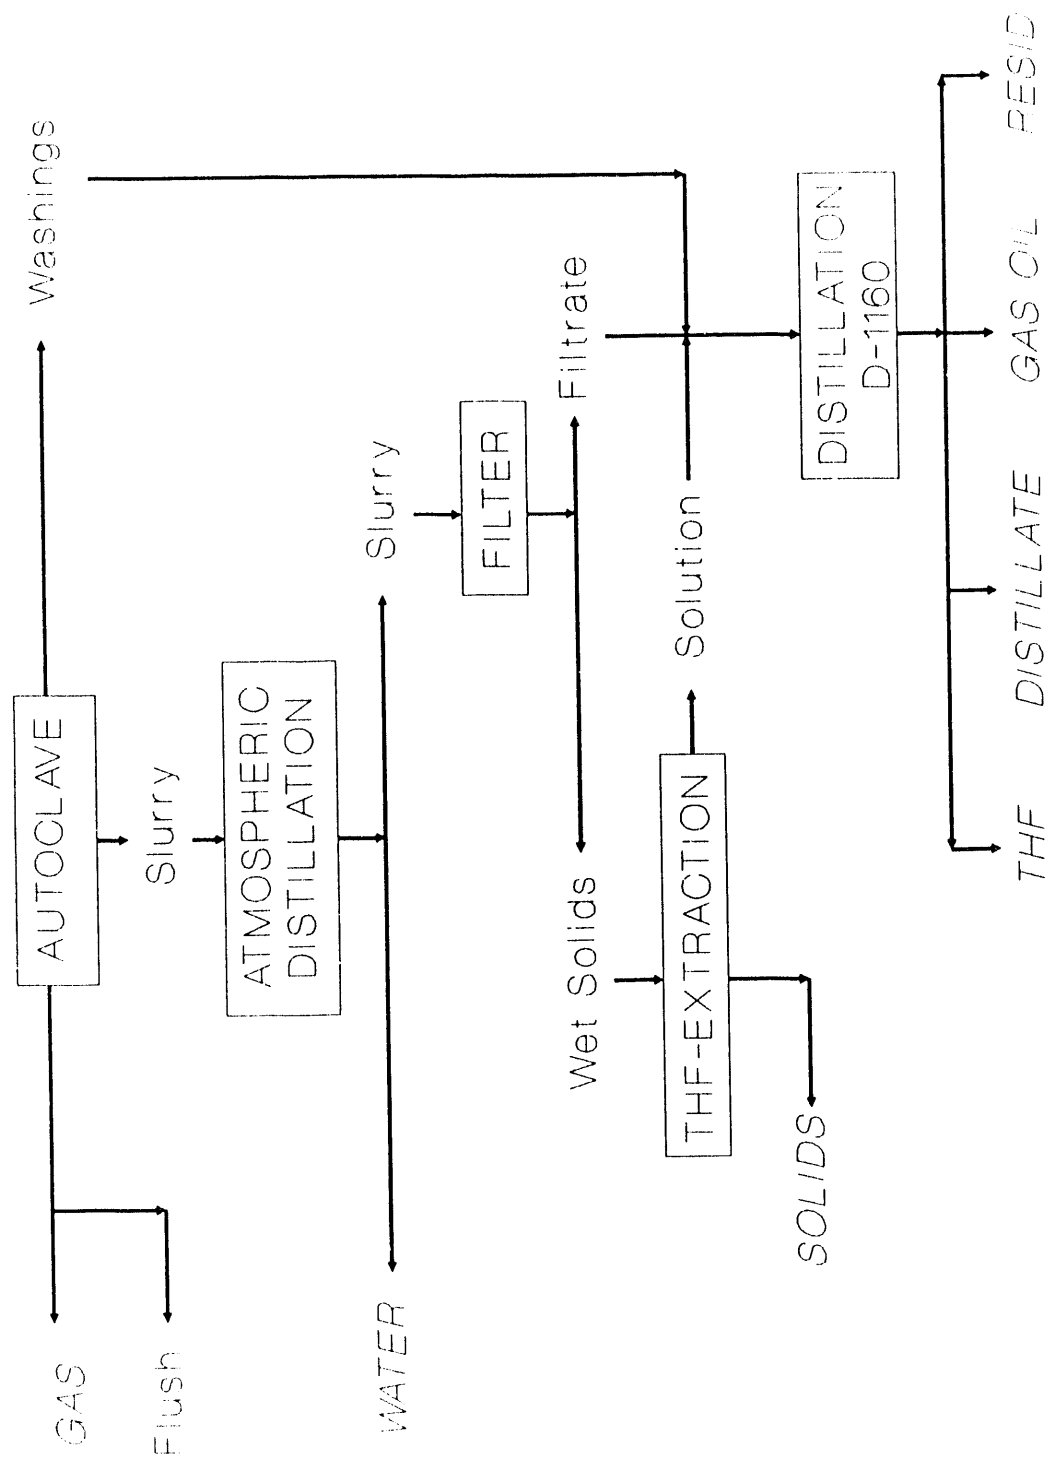 AUTOCLAVE
GAS
Flush
Washings
Slurry
ATMOSPHERIC
DISTILLATION
WATER
Slurry
FILTER
Wet Solids
Filtrate
THF-EXTRACTION
Solution
SOLIDS
DISTILLATION
D-1160
THF
DISTILLATE
GAS OIL
RESID